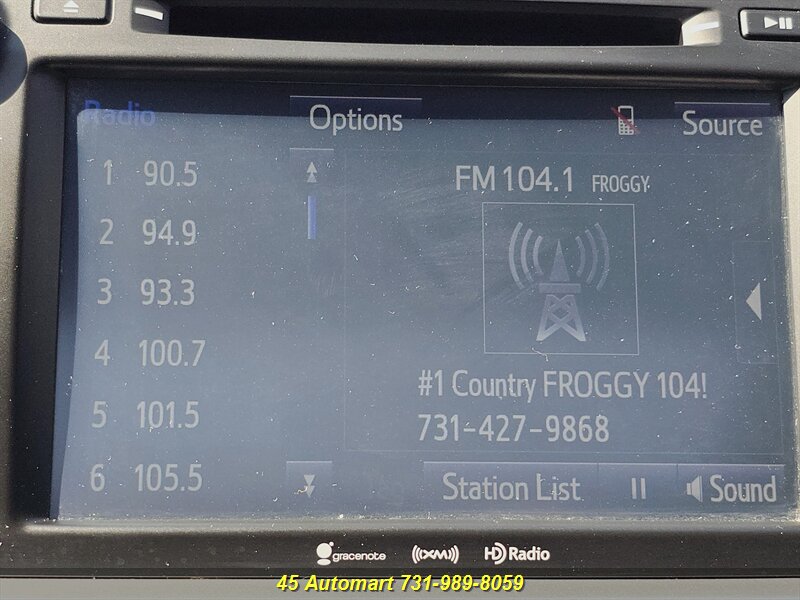 Radio
Options
Source
1 90.5
2 94.9
3 93.3
4 100.7
5 101.5
6 105.5
FM 104.1 FROGGY
#1 Country FROGGY 104!
731-427-9868
Station List
Sound
gracenote
((XM))
HD Radio
45 Automart 731-989-8059